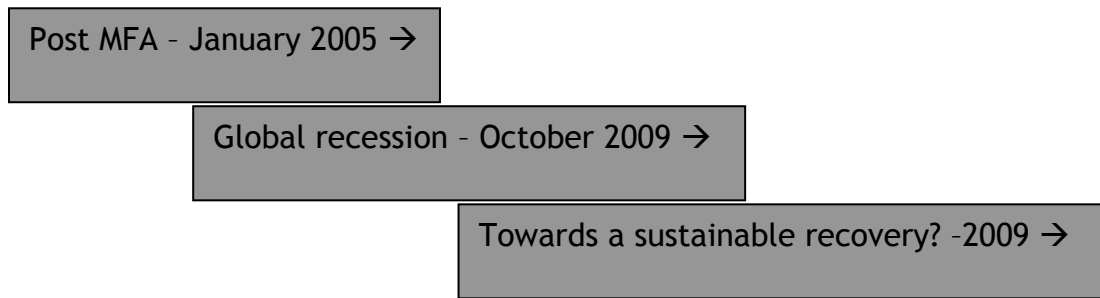 Post MFA – January 2005 →
Global recession – October 2009 →
Towards a sustainable recovery? –2009 →